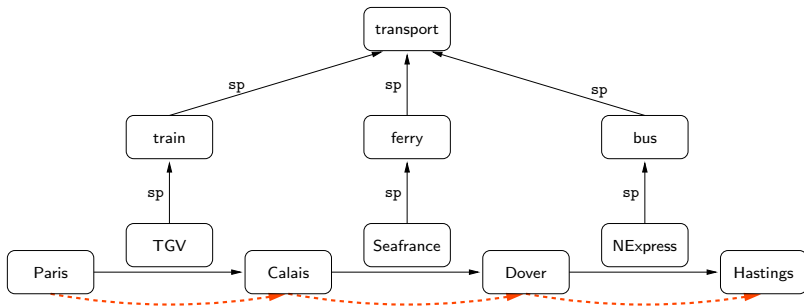 transport
sp
sp
sp
train
ferry
bus
sp
sp
sp
TGV
Seafrance
NExpress
Paris
Calais
Dover
Hastings